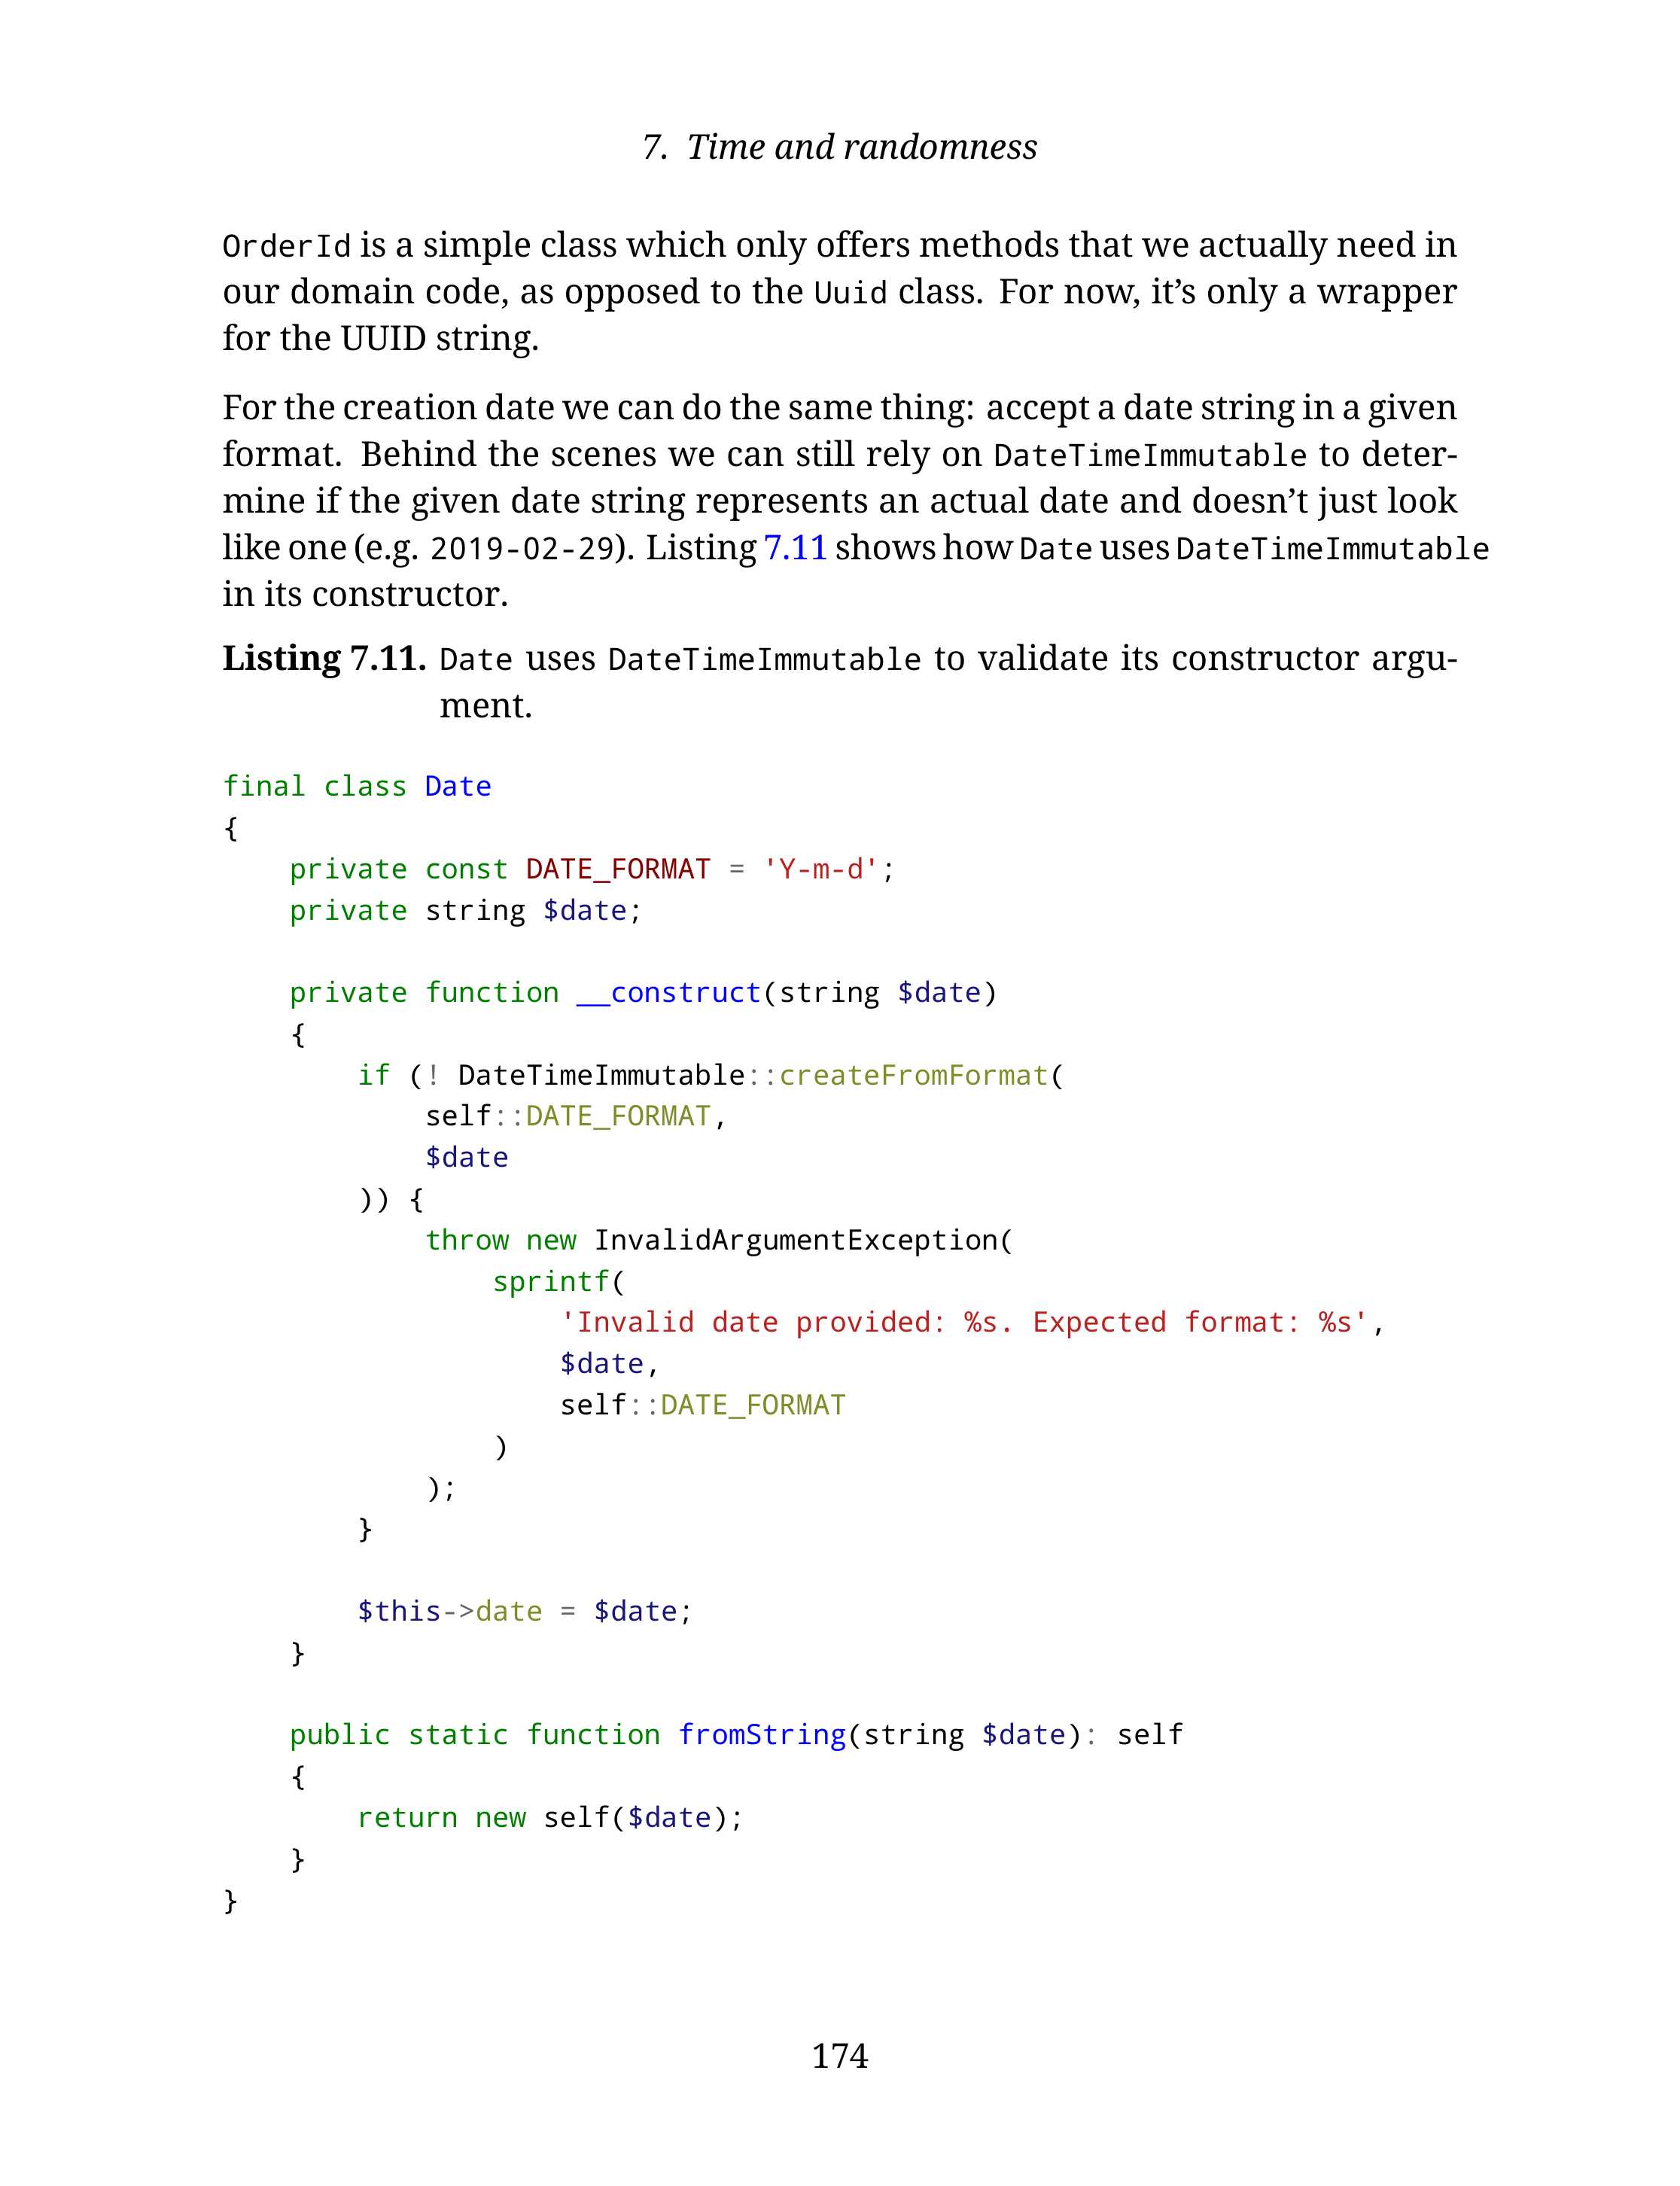 7. Time and randomness
OrderId is a simple class which only offers methods that we actually need in
our domain code, as opposed to the Uuid class. For now, it’s only a wrapper
for the UUID string.
For the creation date we can do the same thing: accept a date string in a given
format. Behind the scenes we can still rely on DateTimeImmutable to deter-
mine if the given date string represents an actual date and doesn’t just look
like one (e.g. 2019-02-29). Listing 7.11 shows how Date uses DateTimeImmutable
in its constructor.
Listing 7.11. Date uses DateTimeImmutable to validate its constructor argu-
ment.
final class Date
{
    private const DATE_FORMAT = 'Y-m-d';
    private string $date;

    private function __construct(string $date)
    {
        if (! DateTimeImmutable::createFromFormat(
            self::DATE_FORMAT,
            $date
        )) {
            throw new InvalidArgumentException(
                sprintf(
                    'Invalid date provided: %s. Expected format: %s',
                    $date,
                    self::DATE_FORMAT
                )
            );
        }

        $this->date = $date;
    }

    public static function fromString(string $date): self
    {
        return new self($date);
    }
}
174